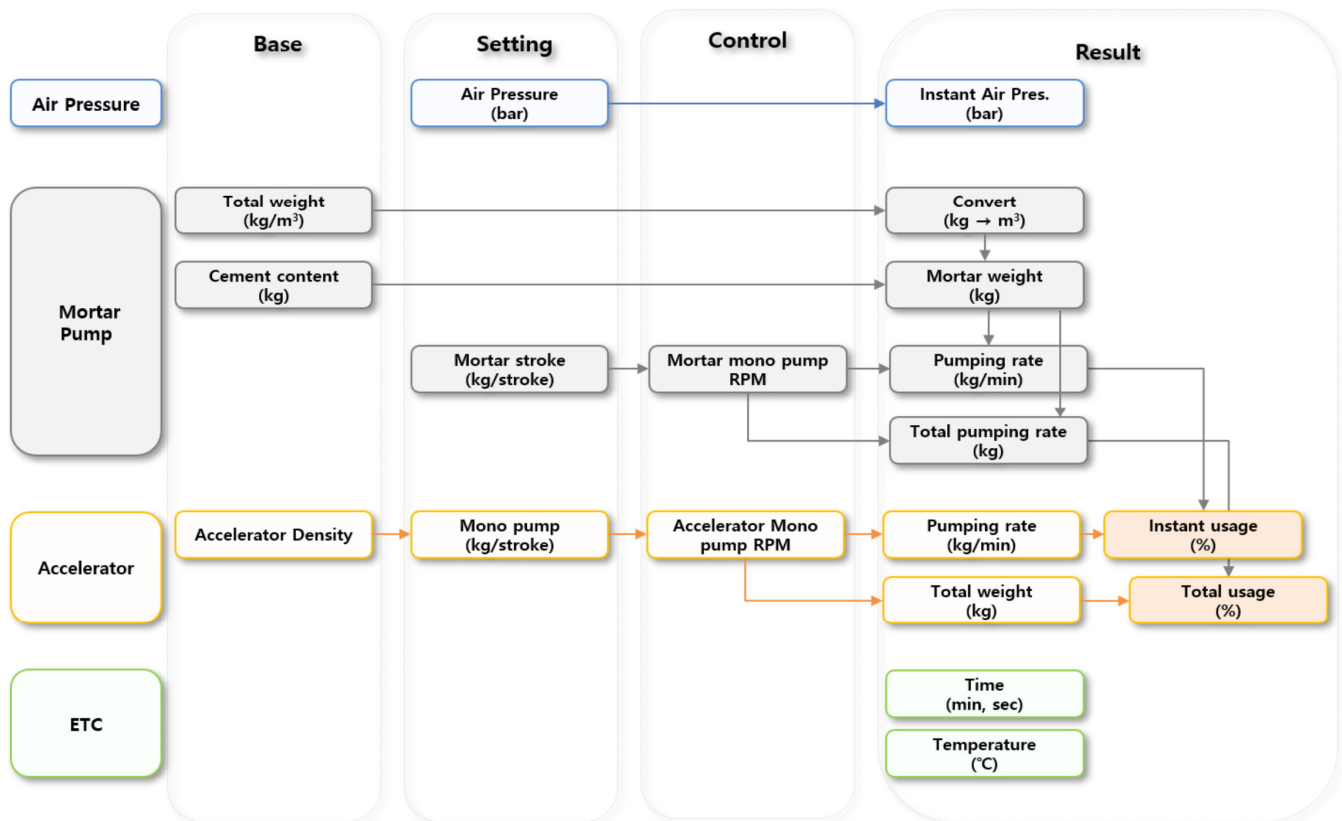 Base
Setting
Control
Result
Air Pressure
Air Pressure
(bar)
Instant Air Pres.
(bar)
Mortar
Pump
Total weight
(kg/m³)
Convert
(kg → m³)
Cement content
(kg)
Mortar weight
(kg)
Mortar stroke
(kg/stroke)
Mortar mono pump
RPM
Pumping rate
(kg/min)
Total pumping rate
(kg)
Accelerator
Accelerator Density
Mono pump
(kg/stroke)
Accelerator Mono
pump RPM
Pumping rate
(kg/min)
Instant usage
(%)
Total weight
(kg)
Total usage
(%)
ETC
Time
(min, sec)
Temperature
(℃)